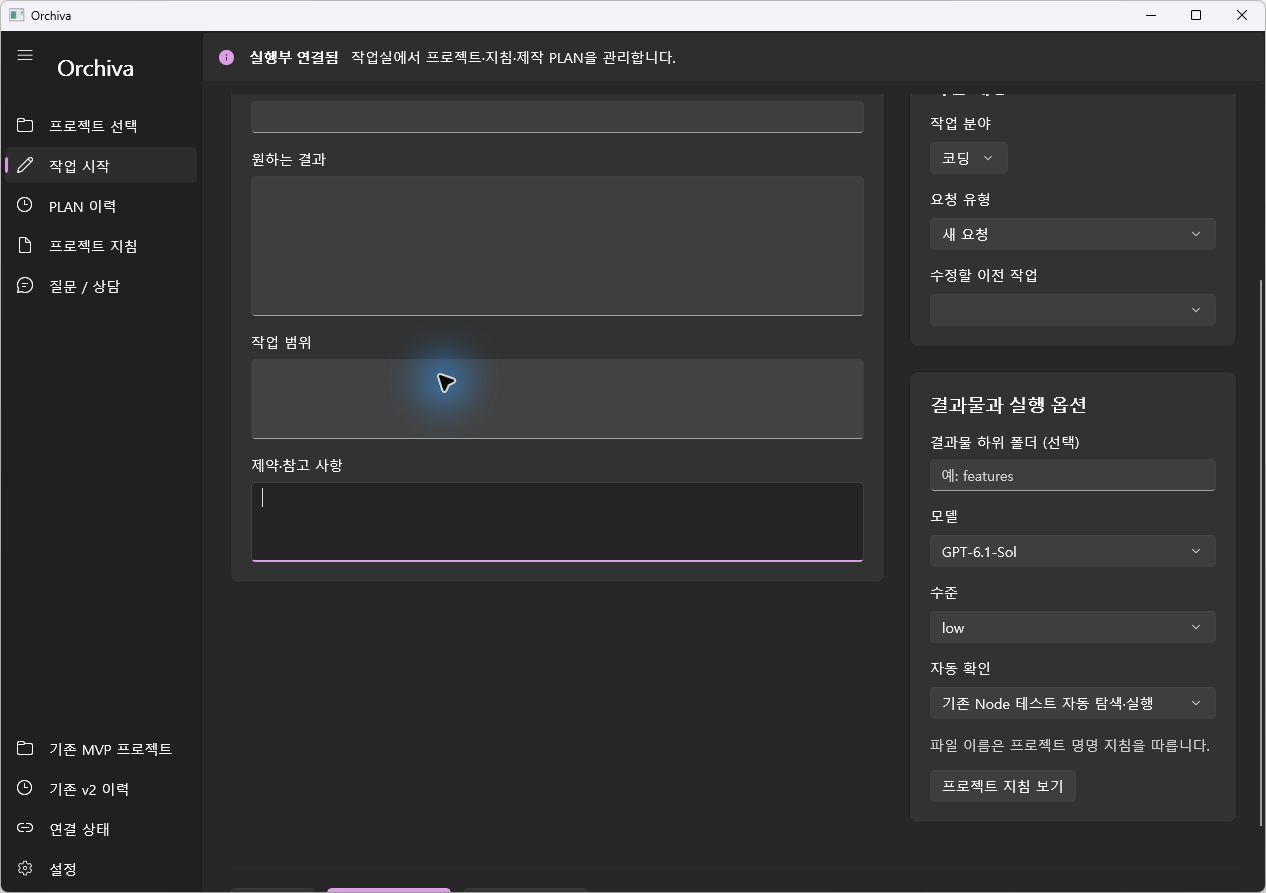 Orchiva
Orchiva
프로젝트 선택
작업 시작
PLAN 이력
프로젝트 지침
질문 / 상담
기존 MVP 프로젝트
기존 v2 이력
연결 상태
설정
실행부 연결됨 작업실에서 프로젝트·지침·제작 PLAN을 관리합니다.
원하는 결과
작업 범위
제약·참고 사항
작업 분야
코딩
요청 유형
새 요청
수정할 이전 작업
결과물과 실행 옵션
결과물 하위 폴더 (선택)
예: features
모델
GPT-6.1-Sol
수준
low
자동 확인
기존 Node 테스트 자동 탐색·실행
파일 이름은 프로젝트 명명 지침을 따릅니다.
프로젝트 지침 보기